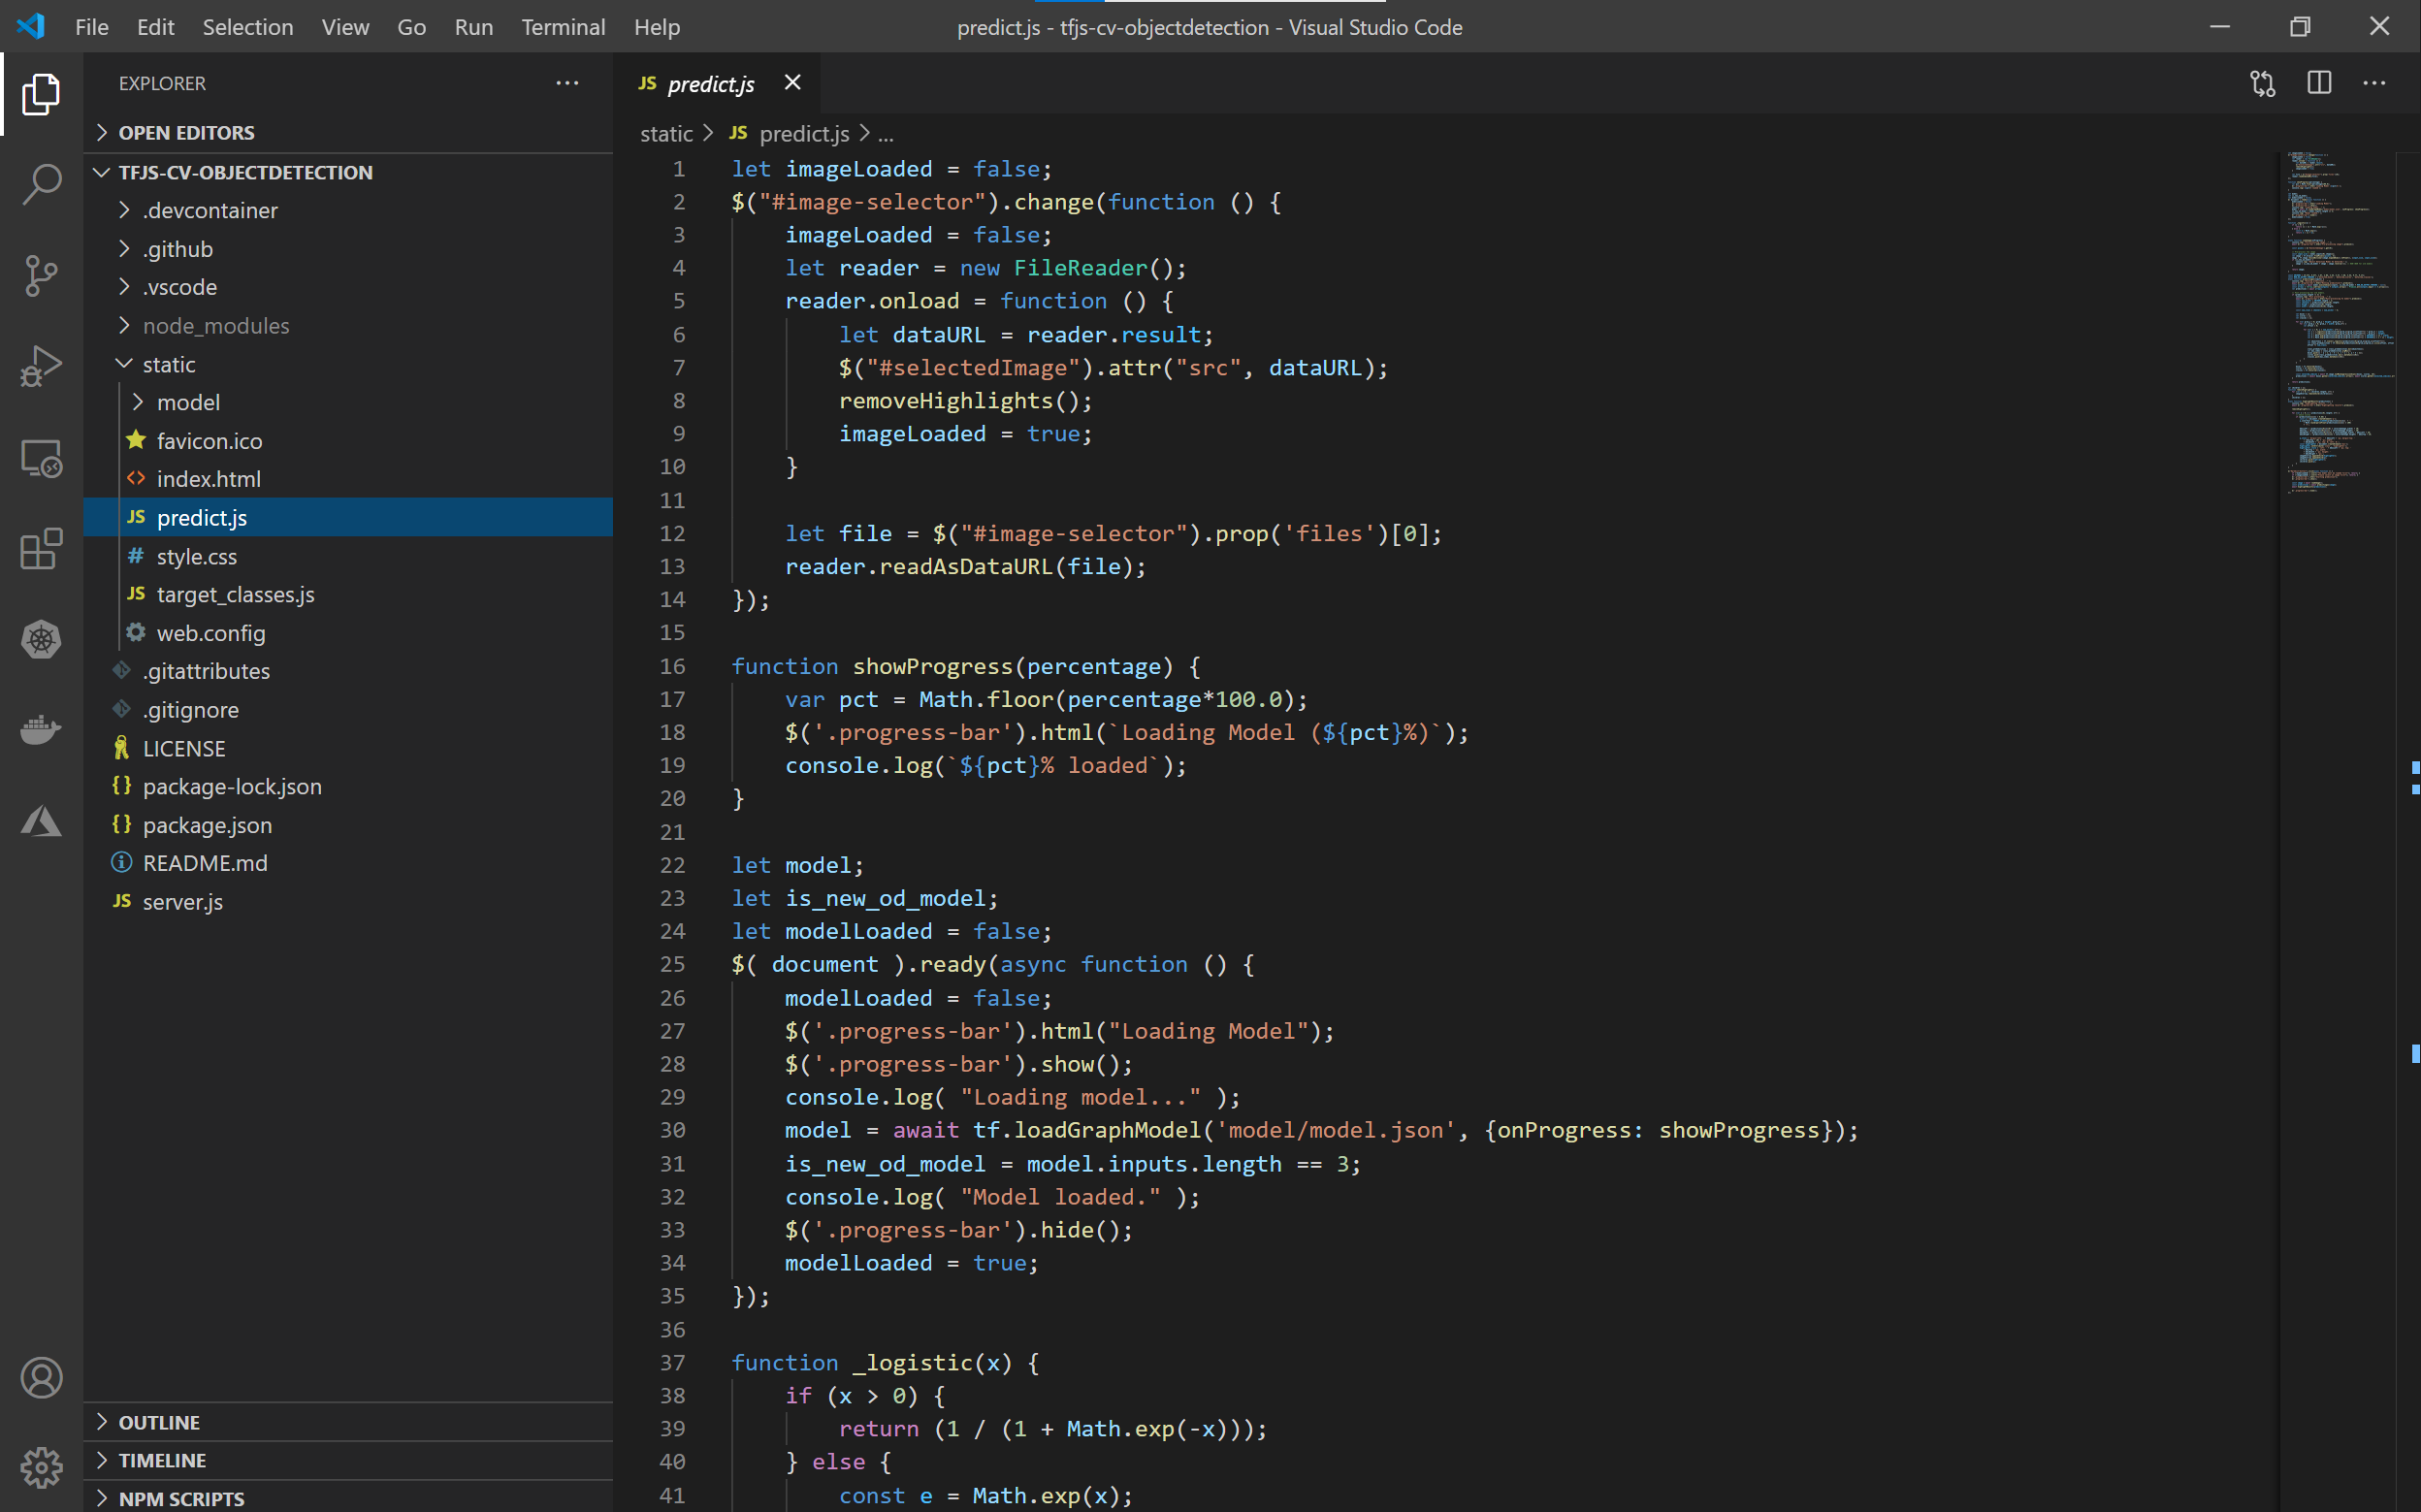 File Edit Selection View Go Run Terminal Help predict.js - tfjs-cv-objectdetection - Visual Studio Code
EXPLORER
OPEN EDITORS
TFJS-CV-OBJECTDETECTION
.devcontainer
.github
.vscode
node_modules
static
model
favicon.ico
<> index.html
JS predict.js
# style.css
JS target_classes.js
web.config
.gitattributes
.gitignore
LICENSE
{} package-lock.json
{} package.json
README.md
JS server.js
OUTLINE
TIMELINE
NPM SCRIPTS
JS predict.js
static > JS predict.js > ...
1 let imageLoaded = false;
2 $("#image-selector").change(function () {
3     imageLoaded = false;
4     let reader = new FileReader();
5     reader.onload = function () {
6         let dataURL = reader.result;
7         $("#selectedImage").attr("src", dataURL);
8         removeHighlights();
9         imageLoaded = true;
10     }
11
12     let file = $("#image-selector").prop('files')[0];
13     reader.readAsDataURL(file);
14 });
15
16 function showProgress(percentage) {
17     var pct = Math.floor(percentage*100.0);
18     $('.progress-bar').html(`Loading Model (${pct}%)`);
19     console.log(`${pct}% loaded`);
20 }
21
22 let model;
23 let is_new_od_model;
24 let modelLoaded = false;
25 $( document ).ready(async function () {
26     modelLoaded = false;
27     $('.progress-bar').html("Loading Model");
28     $('.progress-bar').show();
29     console.log( "Loading model..." );
30     model = await tf.loadGraphModel('model/model.json', {onProgress: showProgress});
31     is_new_od_model = model.inputs.length == 3;
32     console.log( "Model loaded." );
33     $('.progress-bar').hide();
34     modelLoaded = true;
35 });
36
37 function _logistic(x) {
38     if (x > 0) {
39         return (1 / (1 + Math.exp(-x)));
40     } else {
41         const e = Math.exp(x);